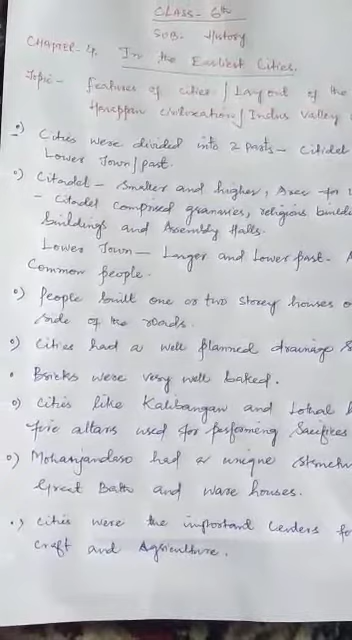 CLASS - 6th
SUB. History
CHAPTER-4. In the Earliest Cities.
Topic - Features of cities / Layout of the
Harappan civilization / Indus Valley
Cities were divided into 2 parts - Citidel
Lower Town / part.
Citadel - Smaller and higher, Area for
- Citadel comprised granaries, religious
buildings and Assembly Halls.
Lower Town - Larger and Lower part -
Common people.
People built one or two storey houses
side of the roads.
Cities had a well planned drainage
Bricks were very well baked.
Cities like Kalibangan and Lothal
fire altars used for performing Sacrifices
had a unique
Great Bath and ware houses.
Cities were the important Centers
craft and Agriculture.